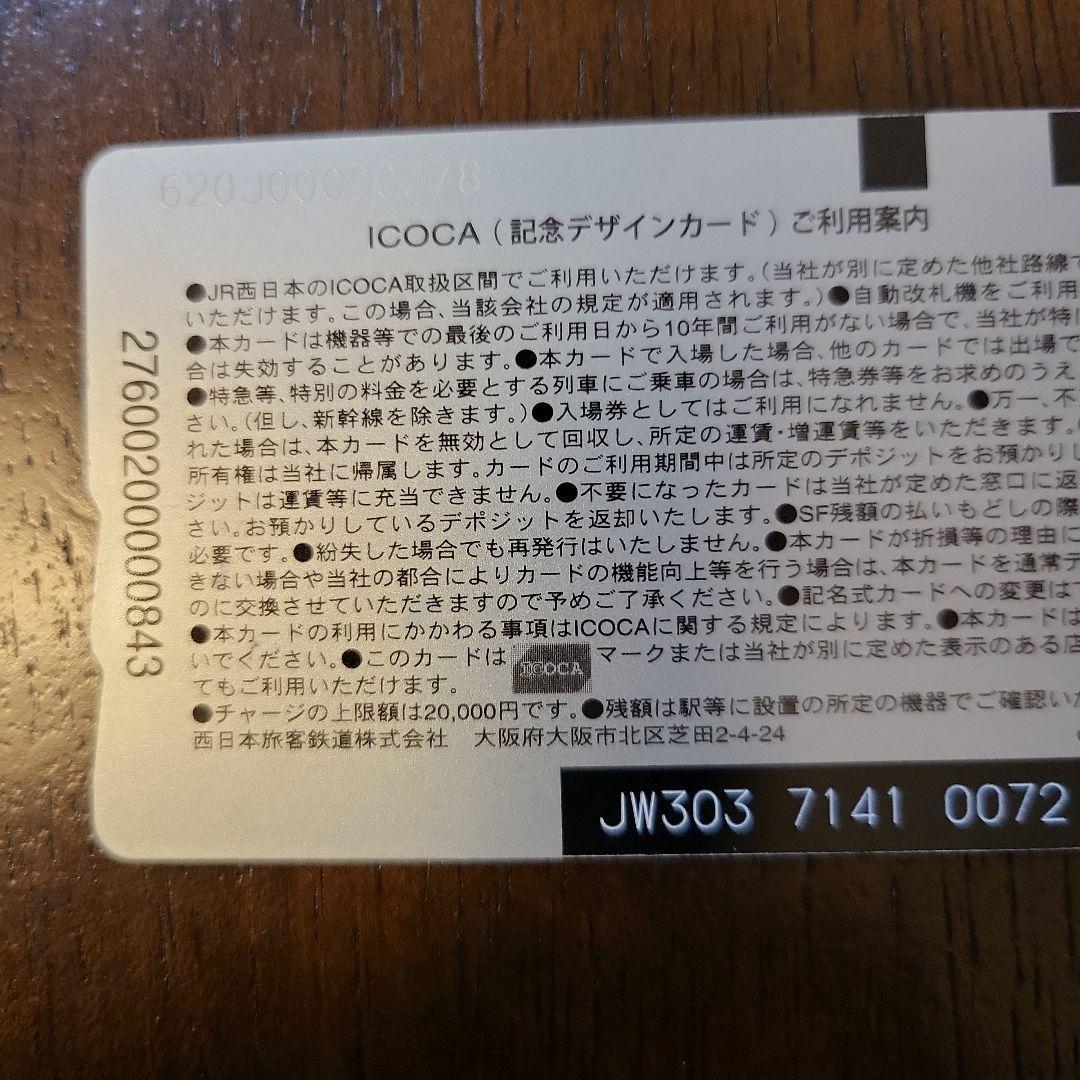 620J00090578
ICOCA（記念デザインカード）ご利用案内
●JR西日本のICOCA取扱区間でご利用いただけます。（当社が別に定めた他社路線で
いただけます。この場合、当該会社の規定が適用されます。）●自動改札機をご利用
●本カードは機器等での最後のご利用日から10年間ご利用がない場合で、当社が特に
合は失効することがあります。●本カードで入場した場合、他のカードでは出場で
●特急等、特別の料金を必要とする列車にご乗車の場合は、特急券等をお求めのうえ
さい。（但し、新幹線を除きます。）●入場券としてはご利用になれません。●万一、不
れた場合は、本カードを無効として回収し、所定の運賃・増運賃等をいただきます。
所有権は当社に帰属します。カードのご利用期間中は所定のデポジットをお預かりし
ジットは運賃等に充当できません。●不要になったカードは当社が定めた窓口に返
さい。お預かりしているデポジットを返却いたします。●SF残額の払いもどしの際
必要です。●紛失した場合でも再発行はいたしません。●本カードが折損等の理由に
きない場合や当社の都合によりカードの機能向上等を行う場合は、本カードを通常デ
のに交換させていただきますので予めご了承ください。●記名式カードへの変更は
●本カードの利用にかかわる事項はICOCAに関する規定によります。●本カードは
いでください。●このカードは ICOCA マークまたは当社が別に定めた表示のある店
てもご利用いただけます。
●チャージの上限額は20,000円です。●残額は駅等に設置の所定の機器でご確認いた
西日本旅客鉄道株式会社 大阪府大阪市北区芝田2-4-24
JW303 7141 0072
2760020000000843